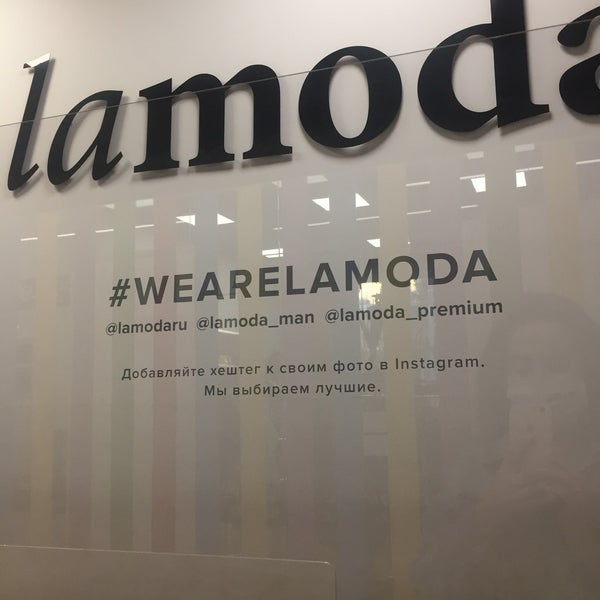 lamoda
#WEARELAMODA
@lamodaru @lamoda_man @lamoda_premium
Добавляйте хештег к своим фото в Instagram.
Мы выбираем лучшие.